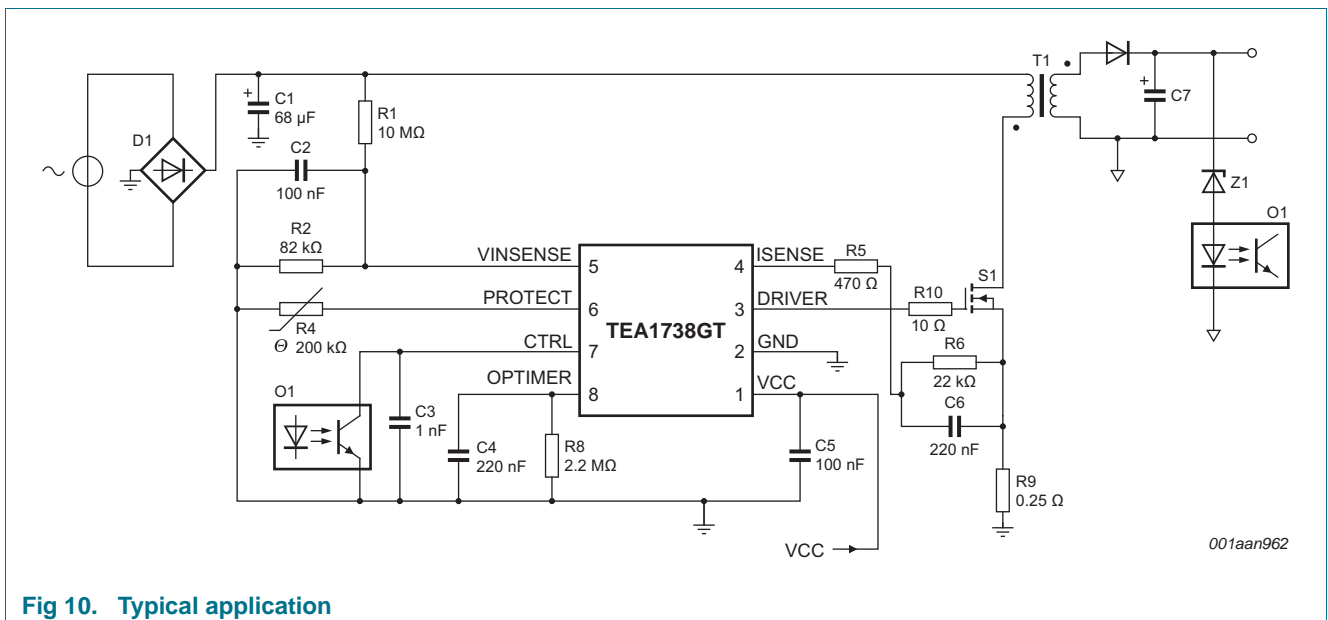 T1
C1
68 µF
R1
10 MΩ
C7
D1
C2
100 nF
Z1
O1
R2
82 kΩ
VINSENSE
5
4
ISENSE
R5
470 Ω
S1
PROTECT
6
3
DRIVER
R10
10 Ω
R4
Θ 200 kΩ
TEA1738GT
CTRL
7
2
GND
R6
22 kΩ
OPTIMER
8
1
VCC
C6
220 nF
O1
C3
1 nF
C4
220 nF
R8
2.2 MΩ
C5
100 nF
R9
0.25 Ω
VCC
001aan962
Fig 10. Typical application